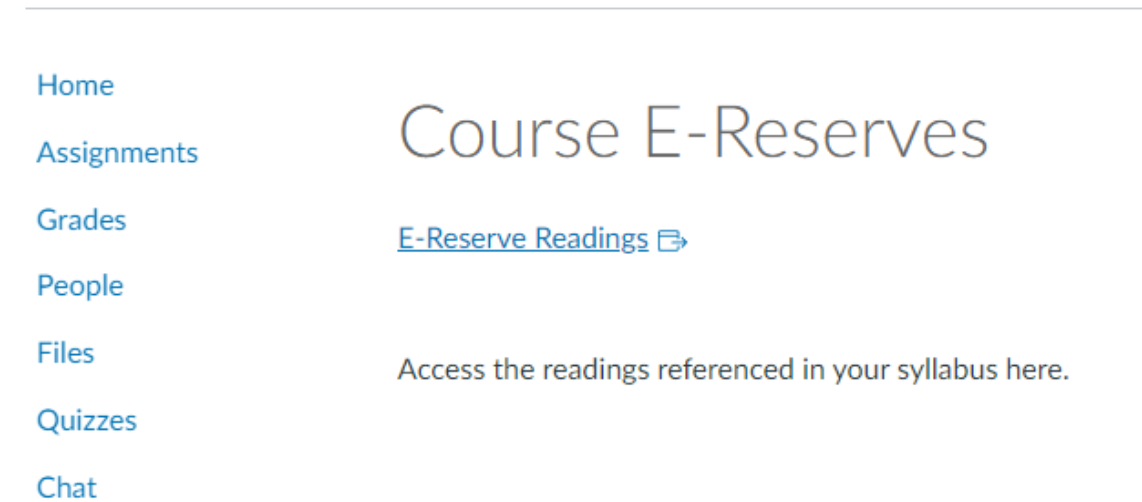 Home
Assignments
Grades
People
Files
Quizzes
Chat
Course E-Reserves
E-Reserve Readings
Access the readings referenced in your syllabus here.